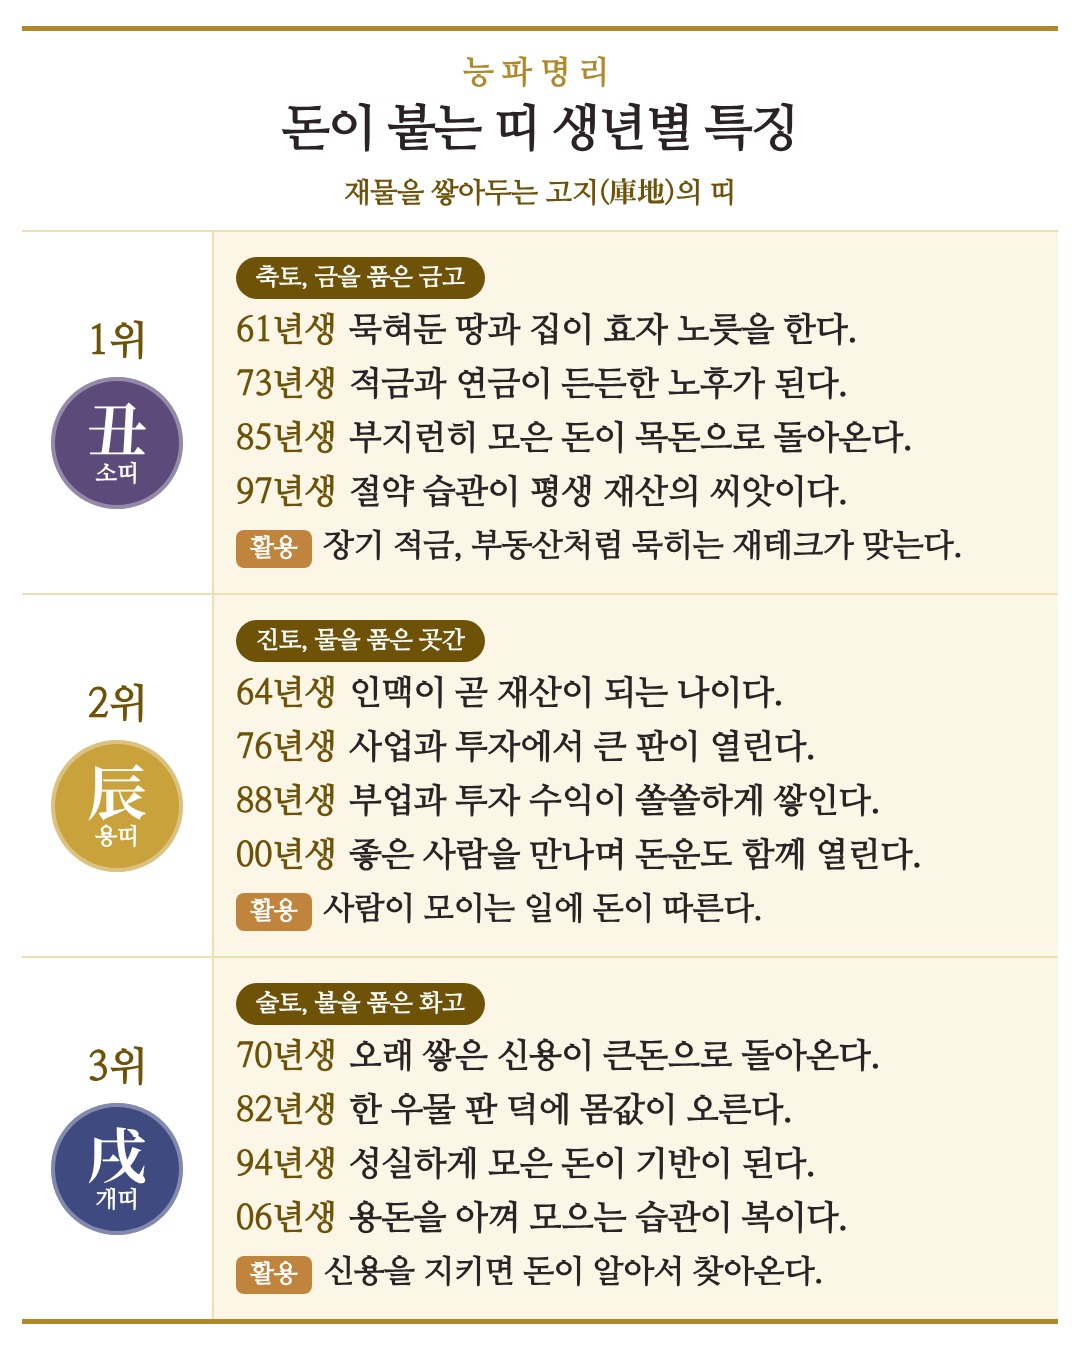 능파명리
돈이 붙는 띠 생년별 특징
재물을 쌓아두는 고지(庫地)의 띠
1위
丑
소띠
축토, 금을 품은 금고
61년생 묵혀둔 땅과 집이 효자 노릇을 한다.
73년생 적금과 연금이 든든한 노후가 된다.
85년생 부지런히 모은 돈이 목돈으로 돌아온다.
97년생 절약 습관이 평생 재산의 씨앗이다.
활용 장기 적금, 부동산처럼 묵히는 재테크가 맞는다.
2위
辰
용띠
진토, 물을 품은 곳간
64년생 인맥이 곧 재산이 되는 나이다.
76년생 사업과 투자에서 큰 판이 열린다.
88년생 부업과 투자 수익이 쏠쏠하게 쌓인다.
00년생 좋은 사람을 만나며 돈운도 함께 열린다.
활용 사람이 모이는 일에 돈이 따른다.
3위
戌
개띠
술토, 불을 품은 화고
70년생 오래 쌓은 신용이 큰돈으로 돌아온다.
82년생 한 우물 판 덕에 몸값이 오른다.
94년생 성실하게 모은 돈이 기반이 된다.
06년생 용돈을 아껴 모으는 습관이 복이다.
활용 신용을 지키면 돈이 알아서 찾아온다.